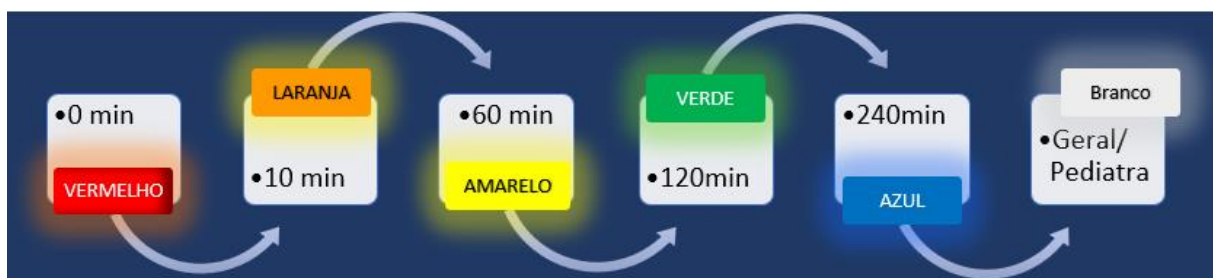 •0 min
VERMELHO
LARANJA
•10 min
•60 min
AMARELO
VERDE
•120min
•240min
AZUL
Branco
•Geral/
Pediatra